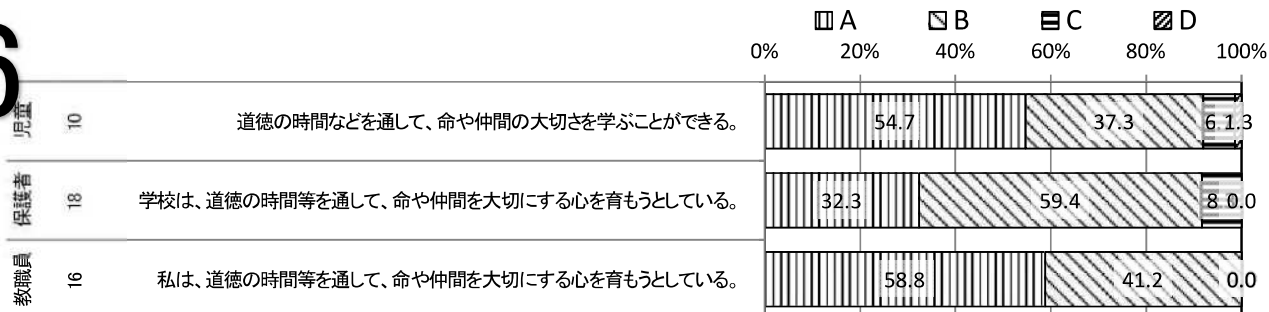 6
A B C D
0% 20% 40% 60% 80% 100%
児童 10 道徳の時間などを通して、命や仲間の大切さを学ぶことができる。 54.7 37.3 6 1.3
保護者 18 学校は、道徳の時間等を通して、命や仲間を大切にする心を育もうとしている。 32.3 59.4 8 0.0
教職員 16 私は、道徳の時間等を通して、命や仲間を大切にする心を育もうとしている。 58.8 41.2 0.0